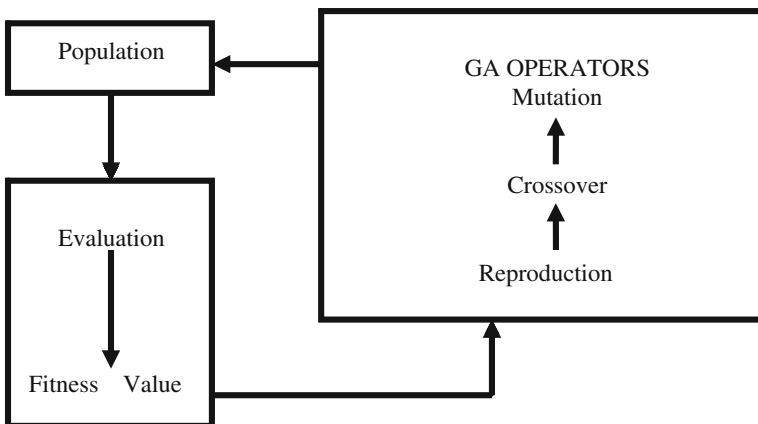 Population
GA OPERATORS
Mutation
Crossover
Evaluation
Reproduction
Fitness Value